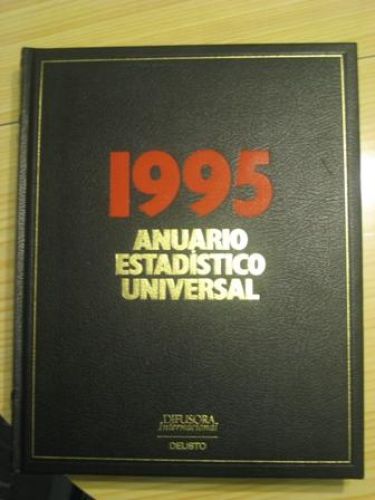 1995
ANUARIO
ESTADÍSTICO
UNIVERSAL
DIFUSORA
Internacional
DEUSTO